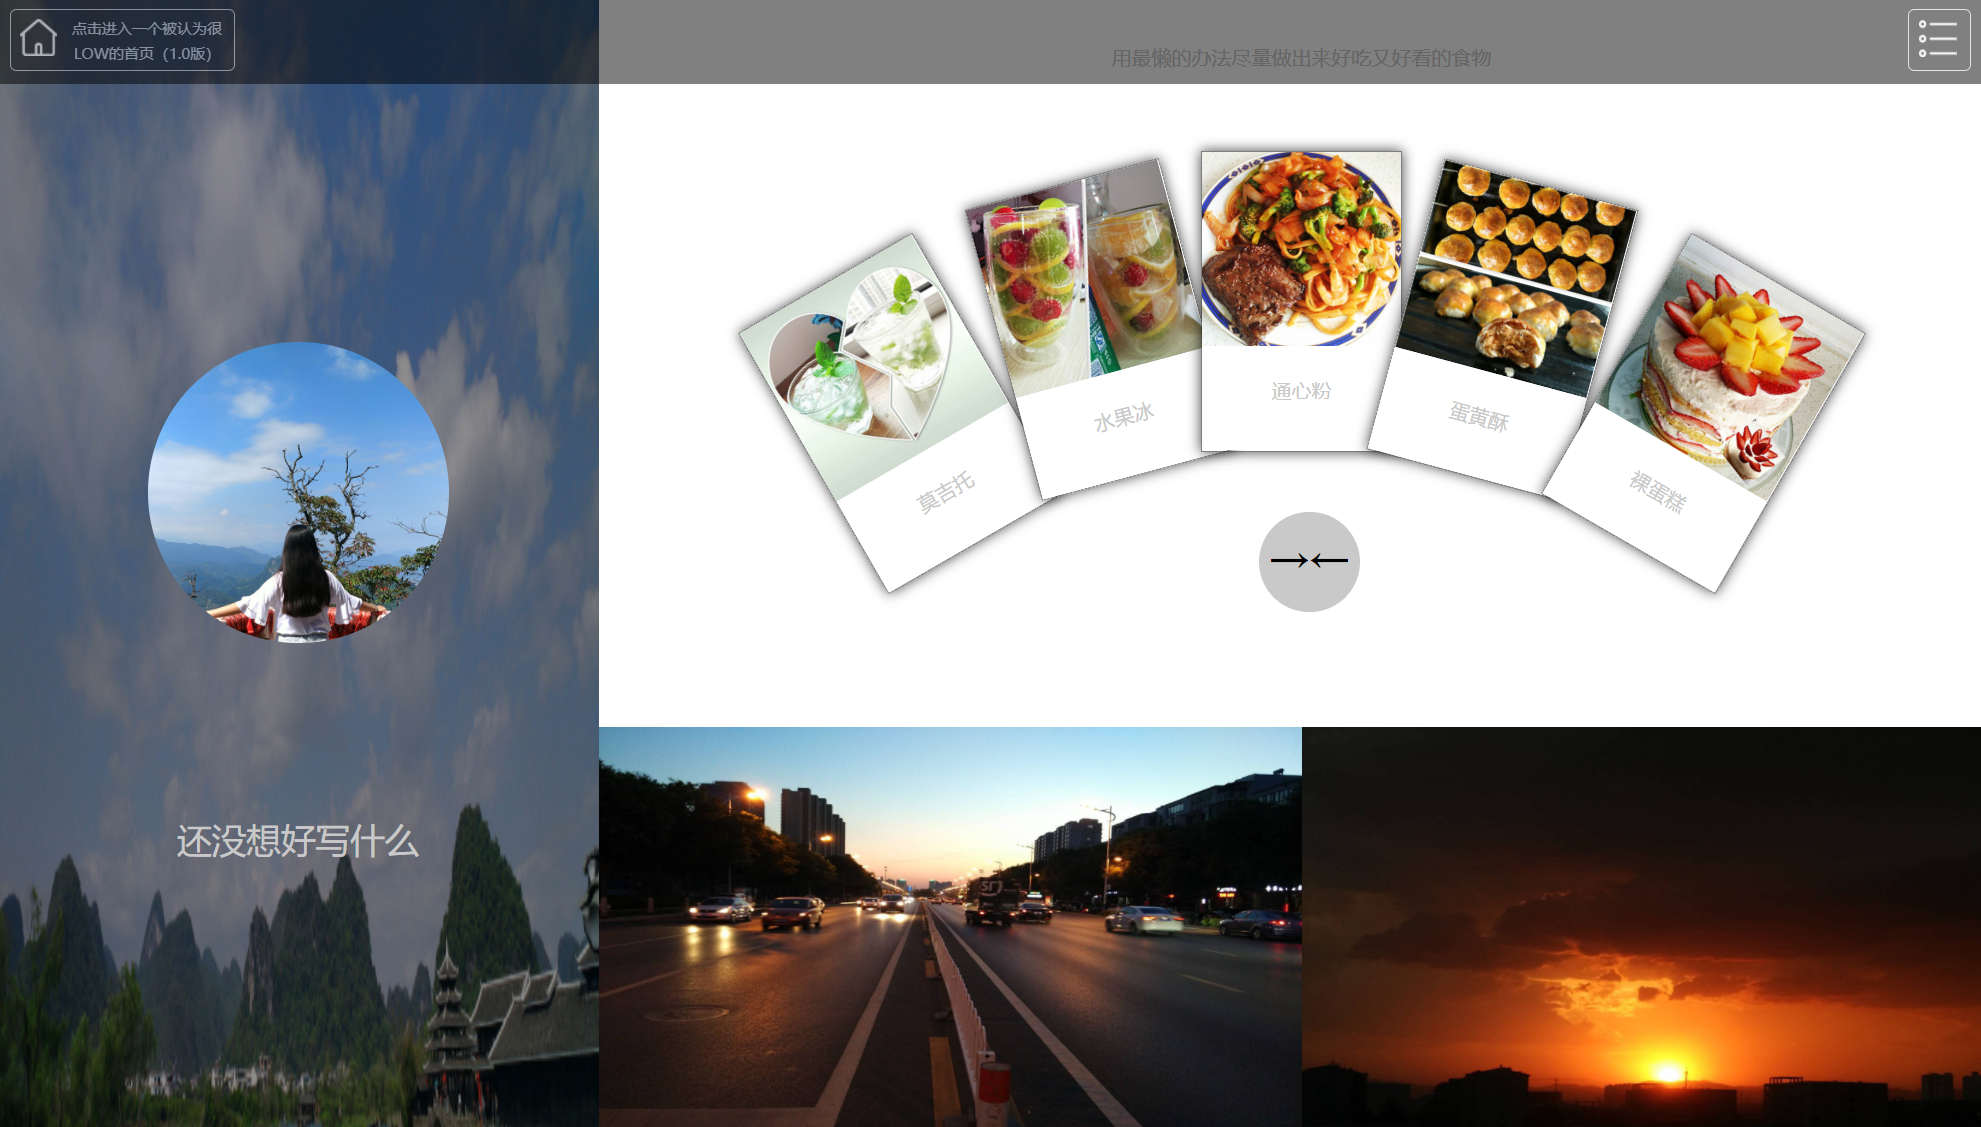 点击进入一个被认为很
LOW的首页（1.0版）
用最懒的办法尽量做出来好吃又好看的食物
莫吉托
水果冰
通心粉
蛋黄酥
裸蛋糕
→←
还没想好写什么